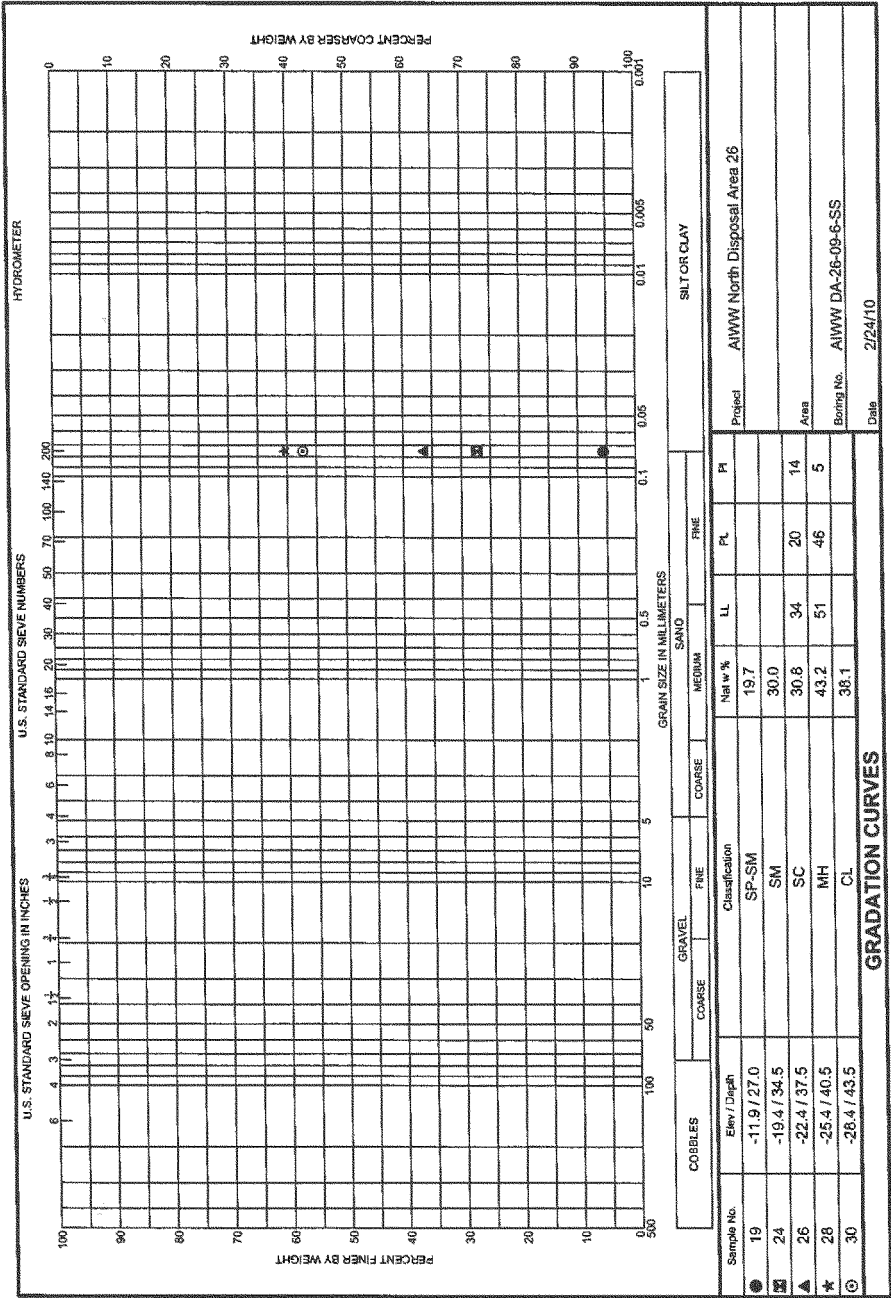 U.S. STANDARD SIEVE OPENING IN INCHES U.S. STANDARD SIEVE NUMBERS HYDROMETER
6 4 3 2 1½ 1 ¾ ½ ⅜ 3 4 6 8 10 14 16 20 30 40 50 70 100 140 200
PERCENT FINER BY WEIGHT
100
90
80
70
60
50
40
30
20
10
0
PERCENT COARSER BY WEIGHT
0
10
20
30
40
50
60
70
80
90
100
500 100 50 10 5 1 0.5 0.1 0.05 0.01 0.005 0.001
GRAIN SIZE IN MILLIMETERS
COBBLES GRAVEL SAND SILT OR CLAY
COARSE FINE COARSE MEDIUM FINE
Sample No. Elev / Depth Classification Nat w % LL PL PI
19 -11.9 / 27.0 SP-SM 19.7
24 -19.4 / 34.5 SM 30.0
26 -22.4 / 37.5 SC 30.8 34 20 14
28 -25.4 / 40.5 MH 43.2 51 46 5
30 -28.4 / 43.5 CL 38.1
GRADATION CURVES
Project AIWW North Disposal Area 26
Area
Boring No. AIWW DA-26-09-6-SS
Date 2/24/10